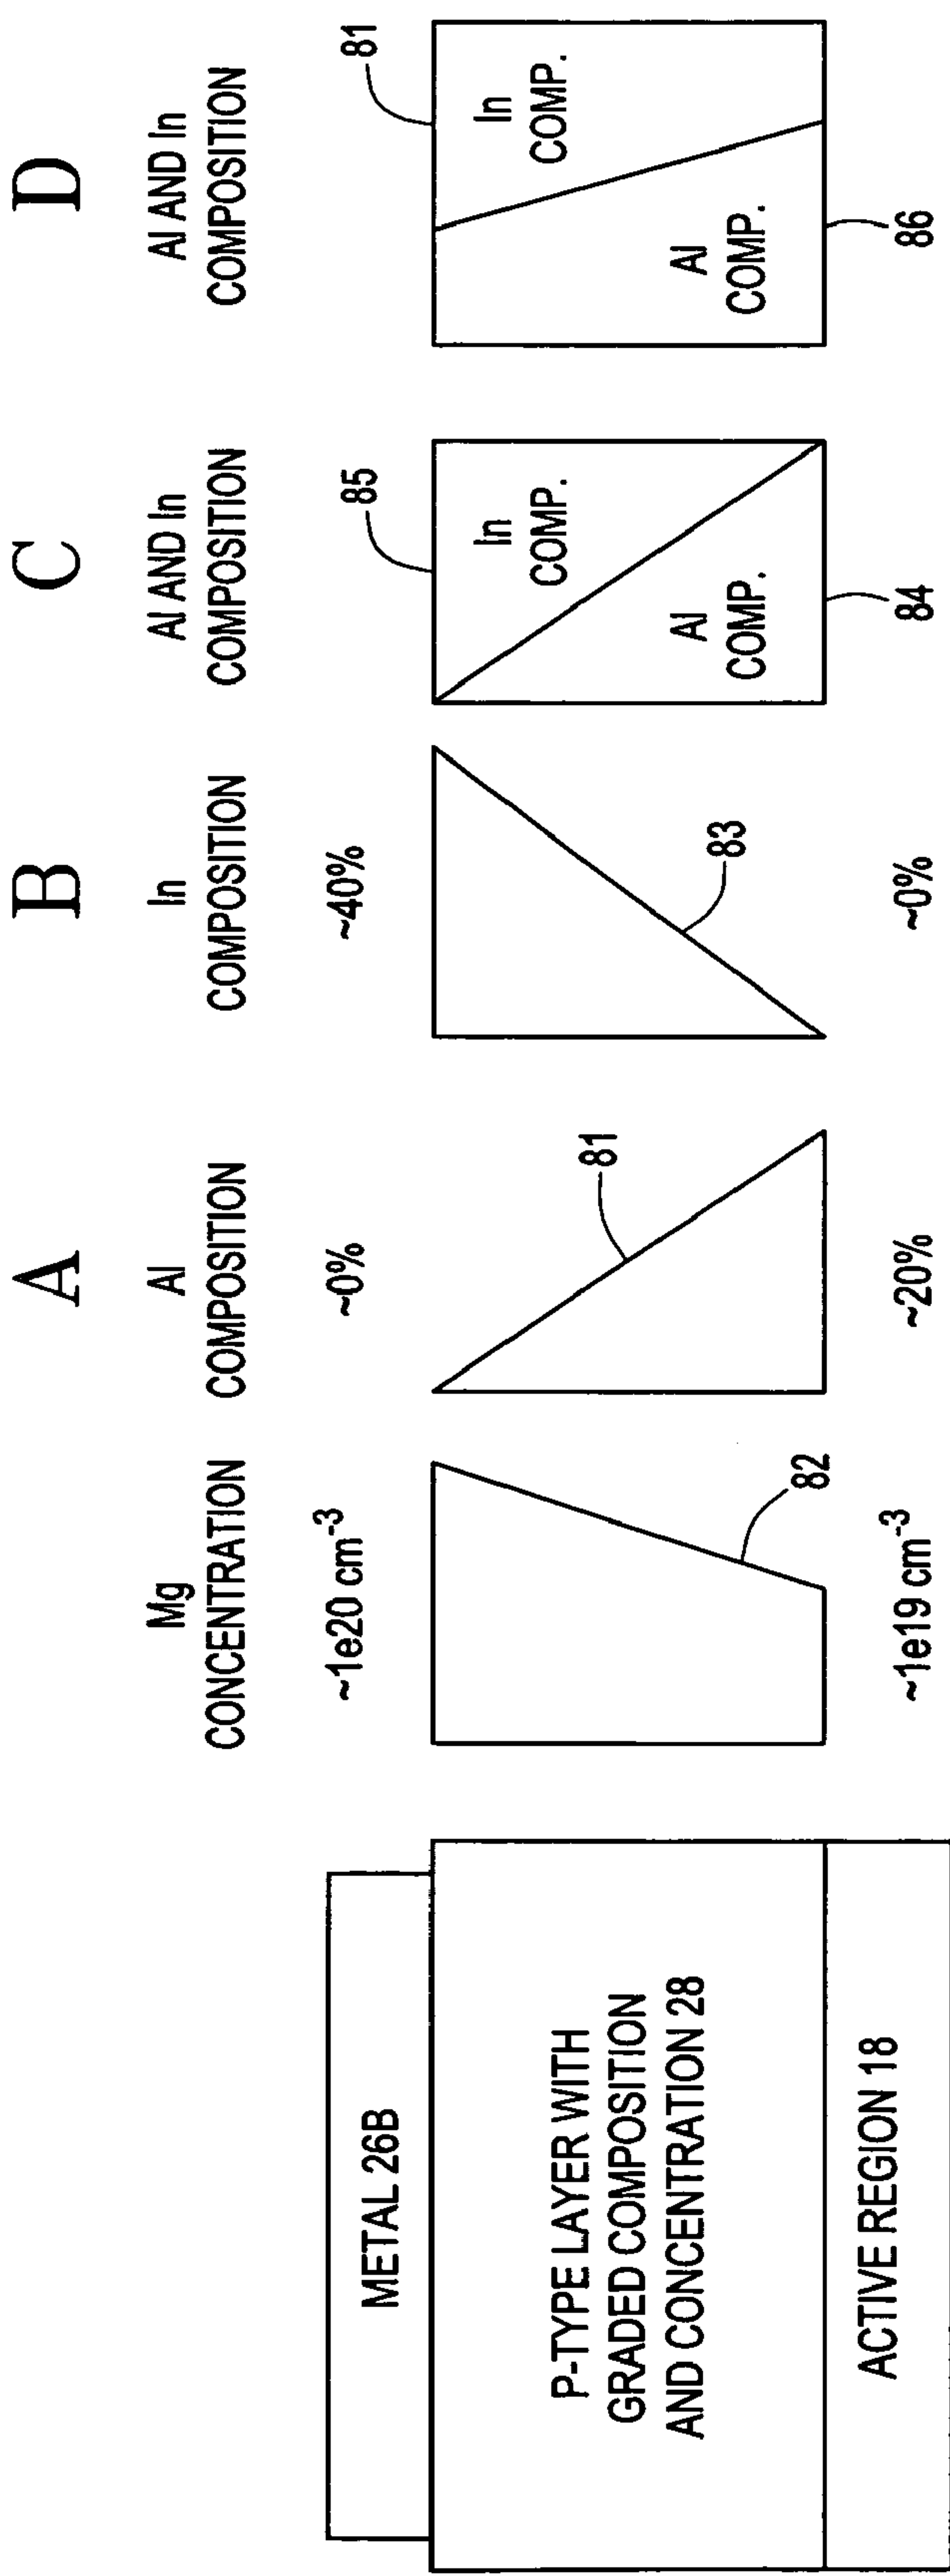 A
B
C
D
Mg
CONCENTRATION
Al
COMPOSITION
In
COMPOSITION
Al AND In
COMPOSITION
Al AND In
COMPOSITION
~1e20 cm-3
~0%
~40%
85
81
METAL 26B
P-TYPE LAYER WITH
GRADED COMPOSITION
AND CONCENTRATION 28
ACTIVE REGION 18
82
81
83
In
COMP.
Al
COMP.
In
COMP.
Al
COMP.
~1e19 cm-3
~20%
~0%
84
86